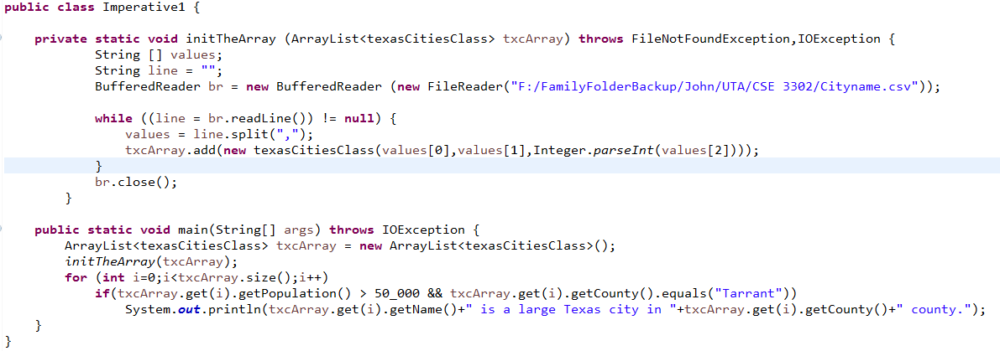 public class Imperative1 {
private static void initTheArray (ArrayList<texasCitiesClass> txcArray) throws FileNotFoundException,IOException {
String [] values;
String line = "";
BufferedReader br = new BufferedReader (new FileReader("F:/FamilyFolderBackup/John/UTA/CSE 3302/Cityname.csv"));
while ((line = br.readLine()) != null) {
values = line.split(",");
txcArray.add(new texasCitiesClass(values[0],values[1],Integer.parseInt(values[2])));
}
br.close();
}
public static void main(String[] args) throws IOException {
ArrayList<texasCitiesClass> txcArray = new ArrayList<texasCitiesClass>();
initTheArray(txcArray);
for (int i=0;i<txcArray.size();i++)
if(txcArray.get(i).getPopulation() > 50_000 && txcArray.get(i).getCounty().equals("Tarrant"))
System.out.println(txcArray.get(i).getName()+" is a large Texas city in "+txcArray.get(i).getCounty()+" county.");
}
}